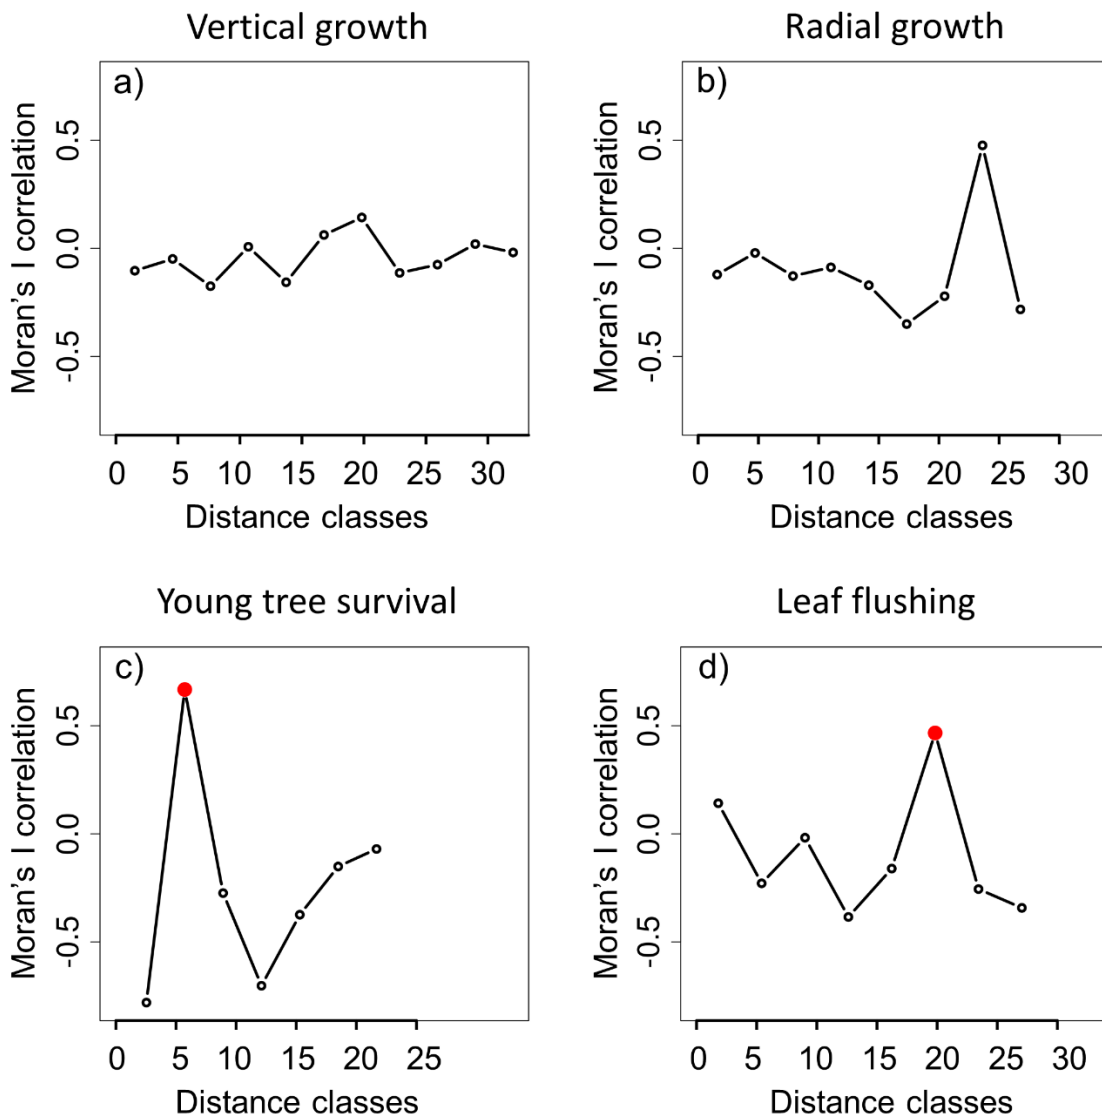 Vertical growth
a)
Moran's I correlation
0.5
0.0
-0.5
0 5 10 15 20 25 30
Distance classes
Radial growth
b)
Moran's I correlation
0.5
0.0
-0.5
0 5 10 15 20 25 30
Distance classes
Young tree survival
c)
Moran's I correlation
0.5
0.0
-0.5
0 5 10 15 20 25
Distance classes
Leaf flushing
d)
Moran's I correlation
0.5
0.0
-0.5
0 5 10 15 20 25 30
Distance classes